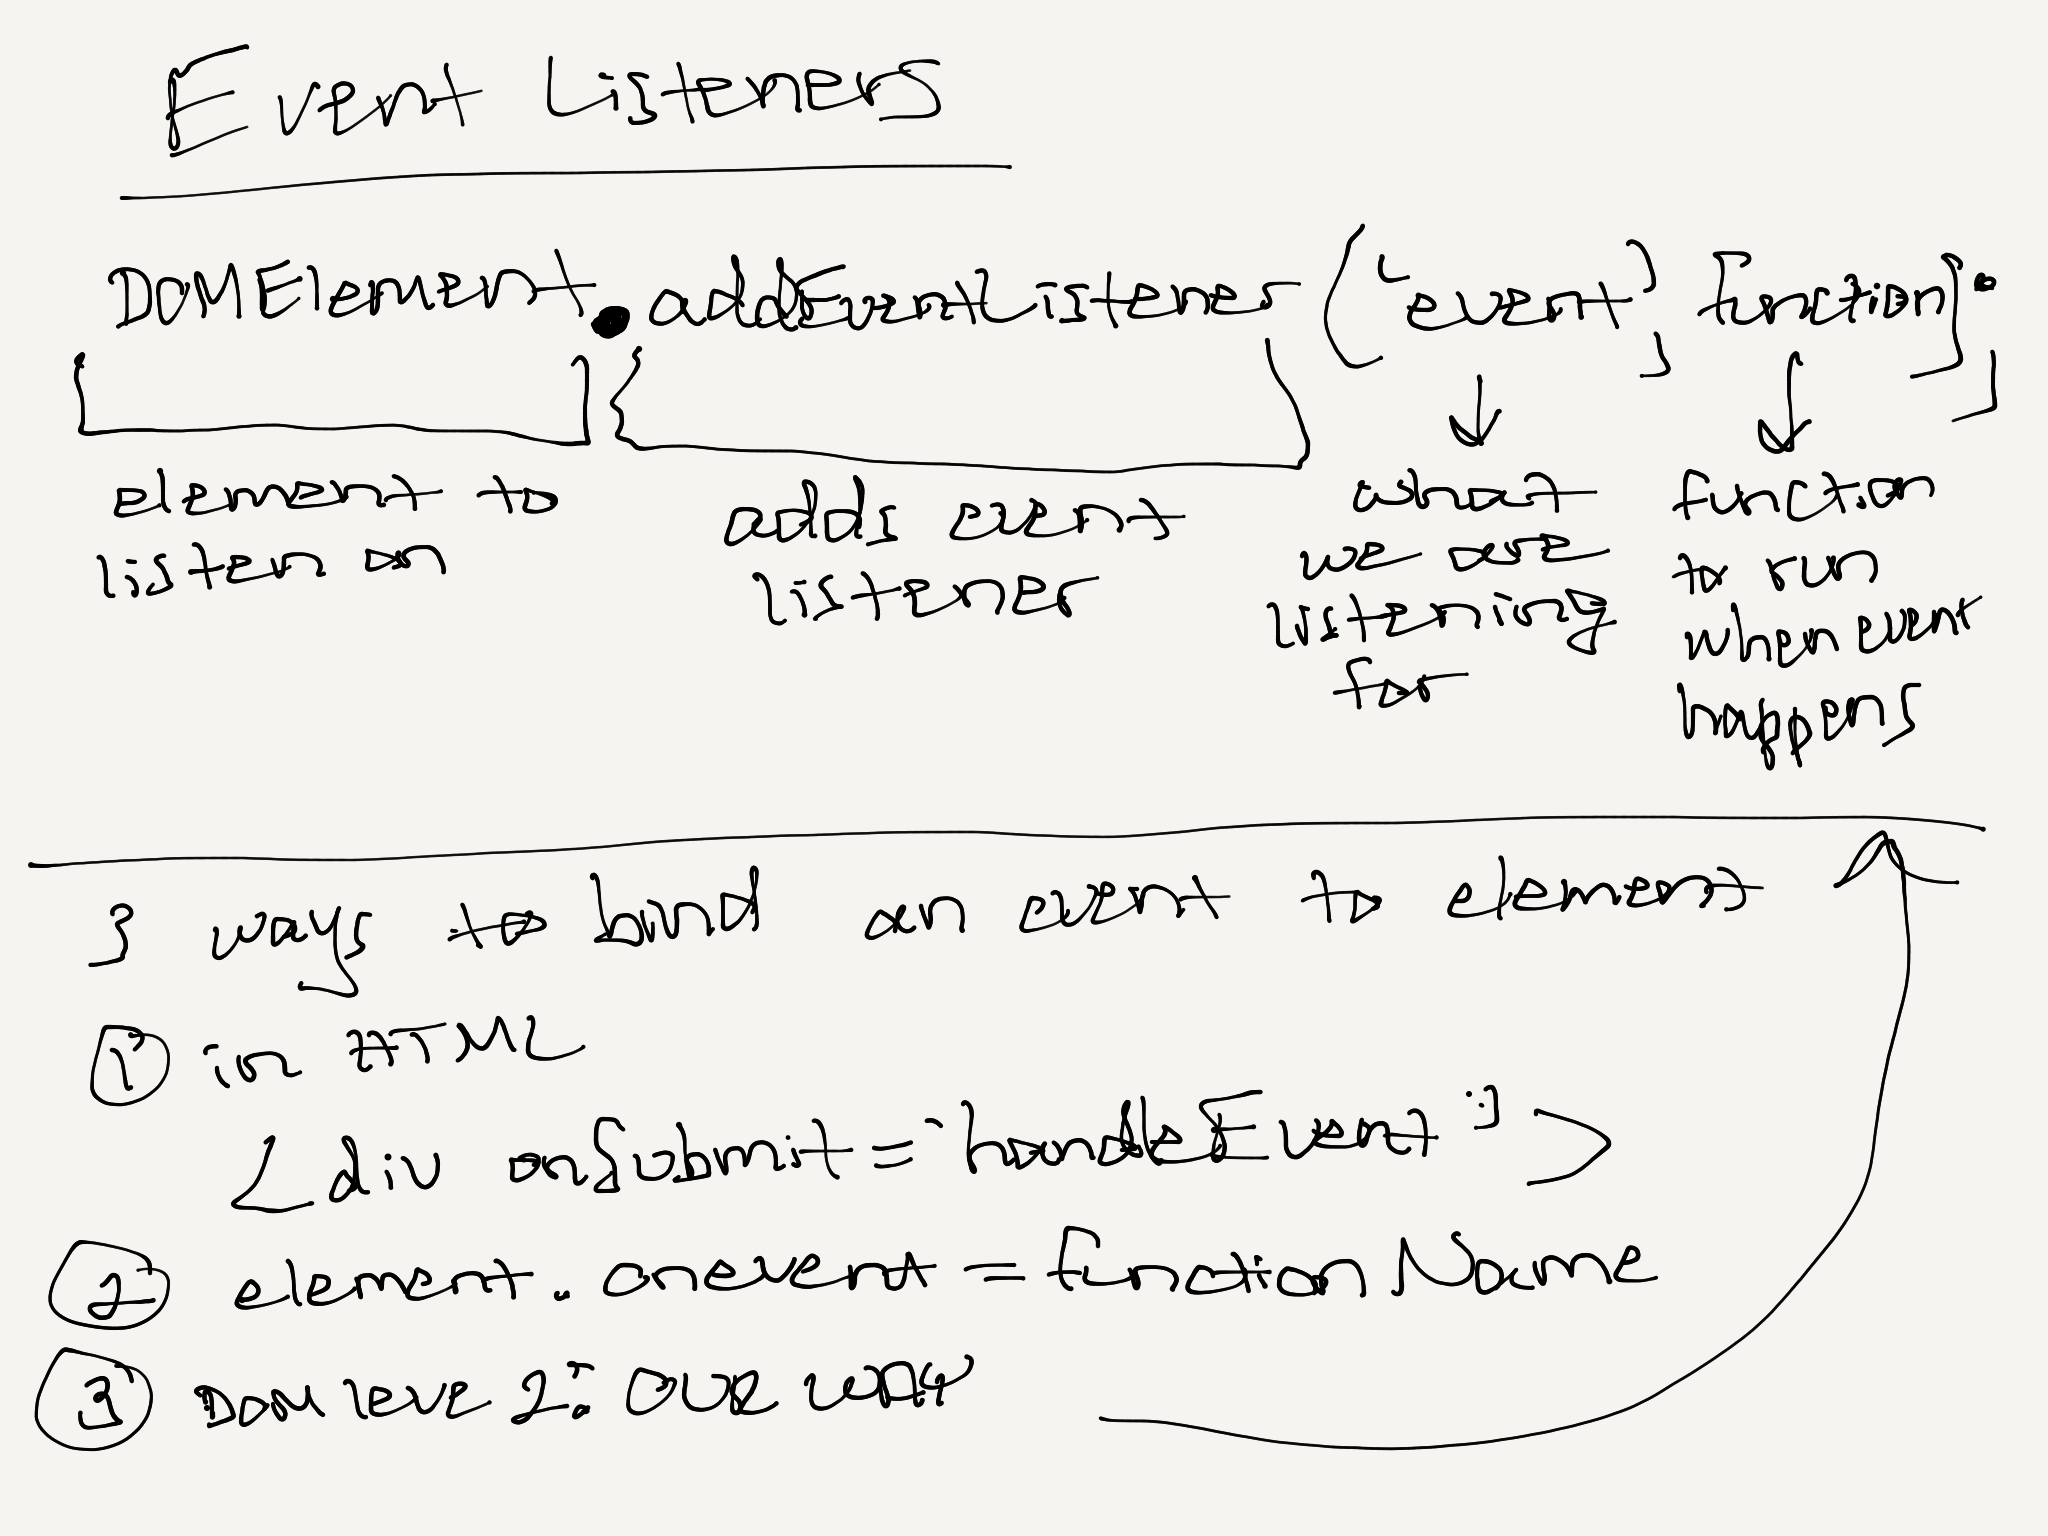 Event Listeners
DOMElement.addEventListener('event', function);
element to
listen on
adds event
listener
what
we are
listening
for
function
to run
when event
happens
3 ways to bind an event to element
1 in HTML
<div onSubmit="handleEvent">
2 element.onevent = functionName
3 DOM leve 2: OUR WAY